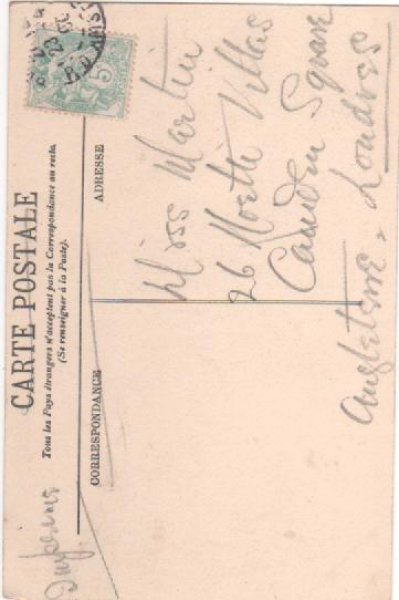 CARTE POSTALE
Tous les Pays étrangers n'acceptent pas la Correspondance au recto.
(Se renseigner à la Poste).
CORRESPONDANCE
ADRESSE
Miss Martin
26 North Villas
Camden Square
Angleterre, Londres